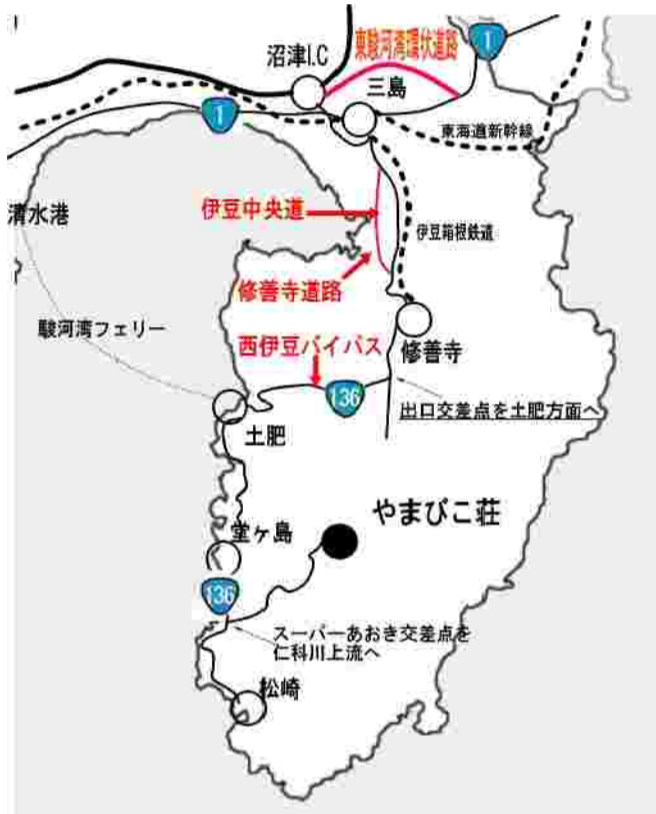 東駿河湾環状道路
1
沼津I.C
三島
1
東海道新幹線
清水港
伊豆中央道
伊豆箱根鉄道
修善寺道路
駿河湾フェリー
西伊豆バイパス
修善寺
136
出口交差点を土肥方面へ
土肥
やまびこ荘
堂ヶ島
136
スーパーあおき交差点を
仁科川上流へ
松崎